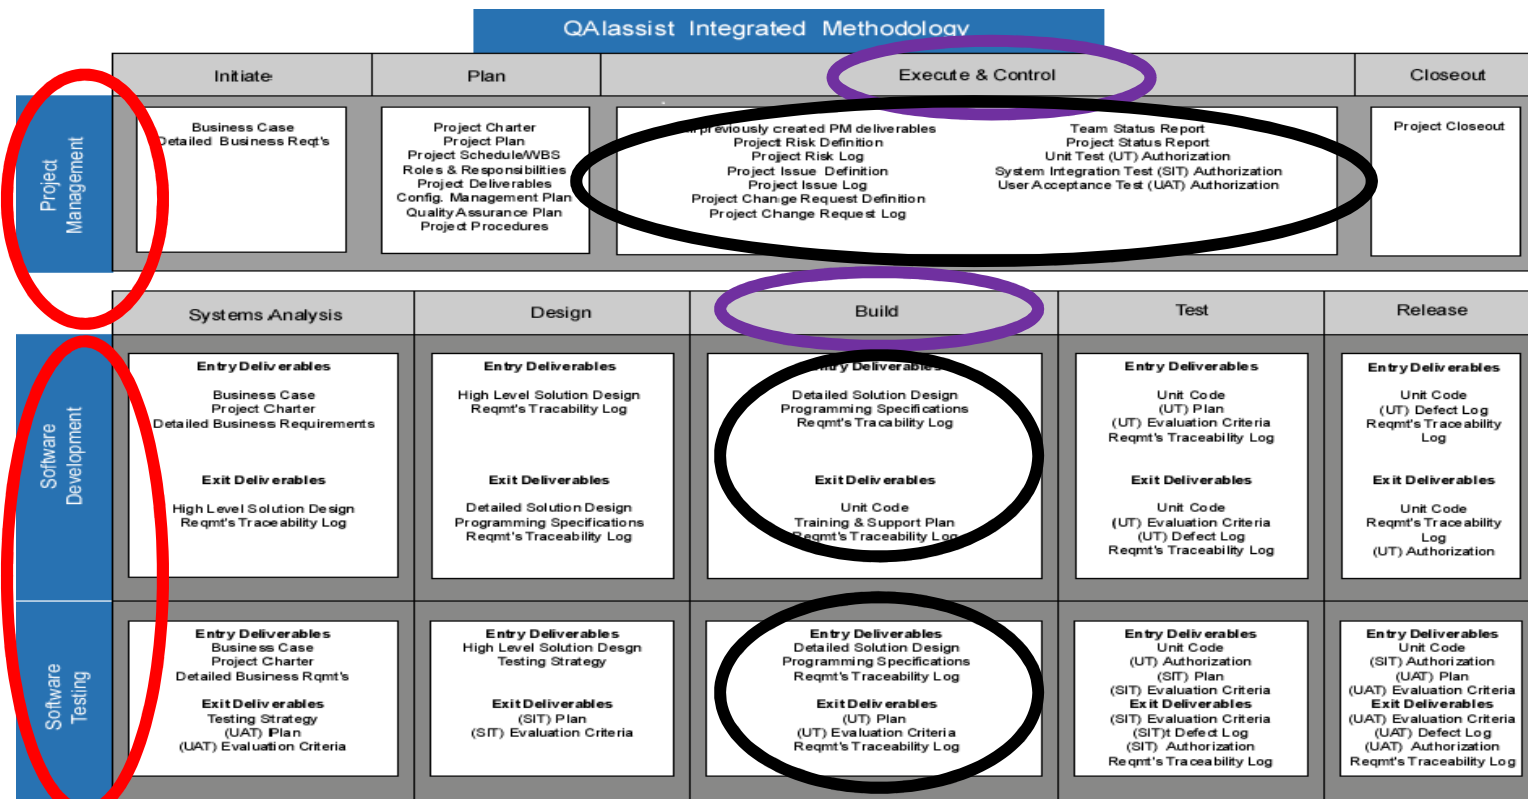 QAIassist Integrated Methodology
Initiate
Plan
Execute & Control
Closeout
Project
Management
Business Case
Detailed Business Reqt's
Project Charter
Project Plan
Project Schedule/WBS
Roles & Responsibilities
Project Deliverables
Config. Management Plan
Quality Assurance Plan
Project Procedures
previously created PM deliverables
Project Risk Definition
Project Risk Log
Project Issue Definition
Project Issue Log
Project Change Request Definition
Project Change Request Log
Team Status Report
Project Status Report
Unit Test (UT) Authorization
System Integration Test (SIT) Authorization
User Acceptance Test (UAT) Authorization
Project Closeout
Systems Analysis
Design
Build
Test
Release
Software
Development
Entry Deliverables
Business Case
Project Charter
Detailed Business Requirements
Exit Deliverables
High Level Solution Design
Reqmt's Traceability Log
Entry Deliverables
High Level Solution Design
Reqmt's Tracability Log
Exit Deliverables
Detailed Solution Design
Programming Specifications
Reqmt's Traceability Log
Entry Deliverables
Detailed Solution Design
Programming Specifications
Reqmt's Tracability Log
Exit Deliverables
Unit Code
Training & Support Plan
Reqmt's Traceability Log
Entry Deliverables
Unit Code
(UT) Plan
(UT) Evaluation Criteria
Reqmt's Traceability Log
Exit Deliverables
Unit Code
(UT) Evaluation Criteria
(UT) Defect Log
Reqmt's Traceability Log
Entry Deliverables
Unit Code
(UT) Defect Log
Reqmt's Traceability
Log
Exit Deliverables
Unit Code
Reqmt's Traceability
Log
(UT) Authorization
Software
Testing
Entry Deliverables
Business Case
Project Charter
Detailed Business Rqmt's
Exit Deliverables
Testing Strategy
(UAT) Plan
(UAT) Evaluation Criteria
Entry Deliverables
High Level Solution Design
Testing Strategy
Exit Deliverables
(SIT) Plan
(SIT) Evaluation Criteria
Entry Deliverables
Detailed Solution Design
Programming Specifications
Reqmt's Traceability Log
Exit Deliverables
(UT) Plan
(UT) Evaluation Criteria
Reqmt's Traceability Log
Entry Deliverables
Unit Code
(UT) Authorization
(SIT) Plan
(SIT) Evaluation Criteria
Exit Deliverables
(SIT) Evaluation Criteria
(SIT)t Defect Log
(SIT) Authorization
Reqmt's Traceability Log
Entry Deliverables
Unit Code
(SIT) Authorization
(UAT) Plan
(UAT) Evaluation Criteria
Exit Deliverables
(UAT) Evaluation Criteria
(UAT) Defect Log
(UAT) Authorization
Reqmt's Traceability Log